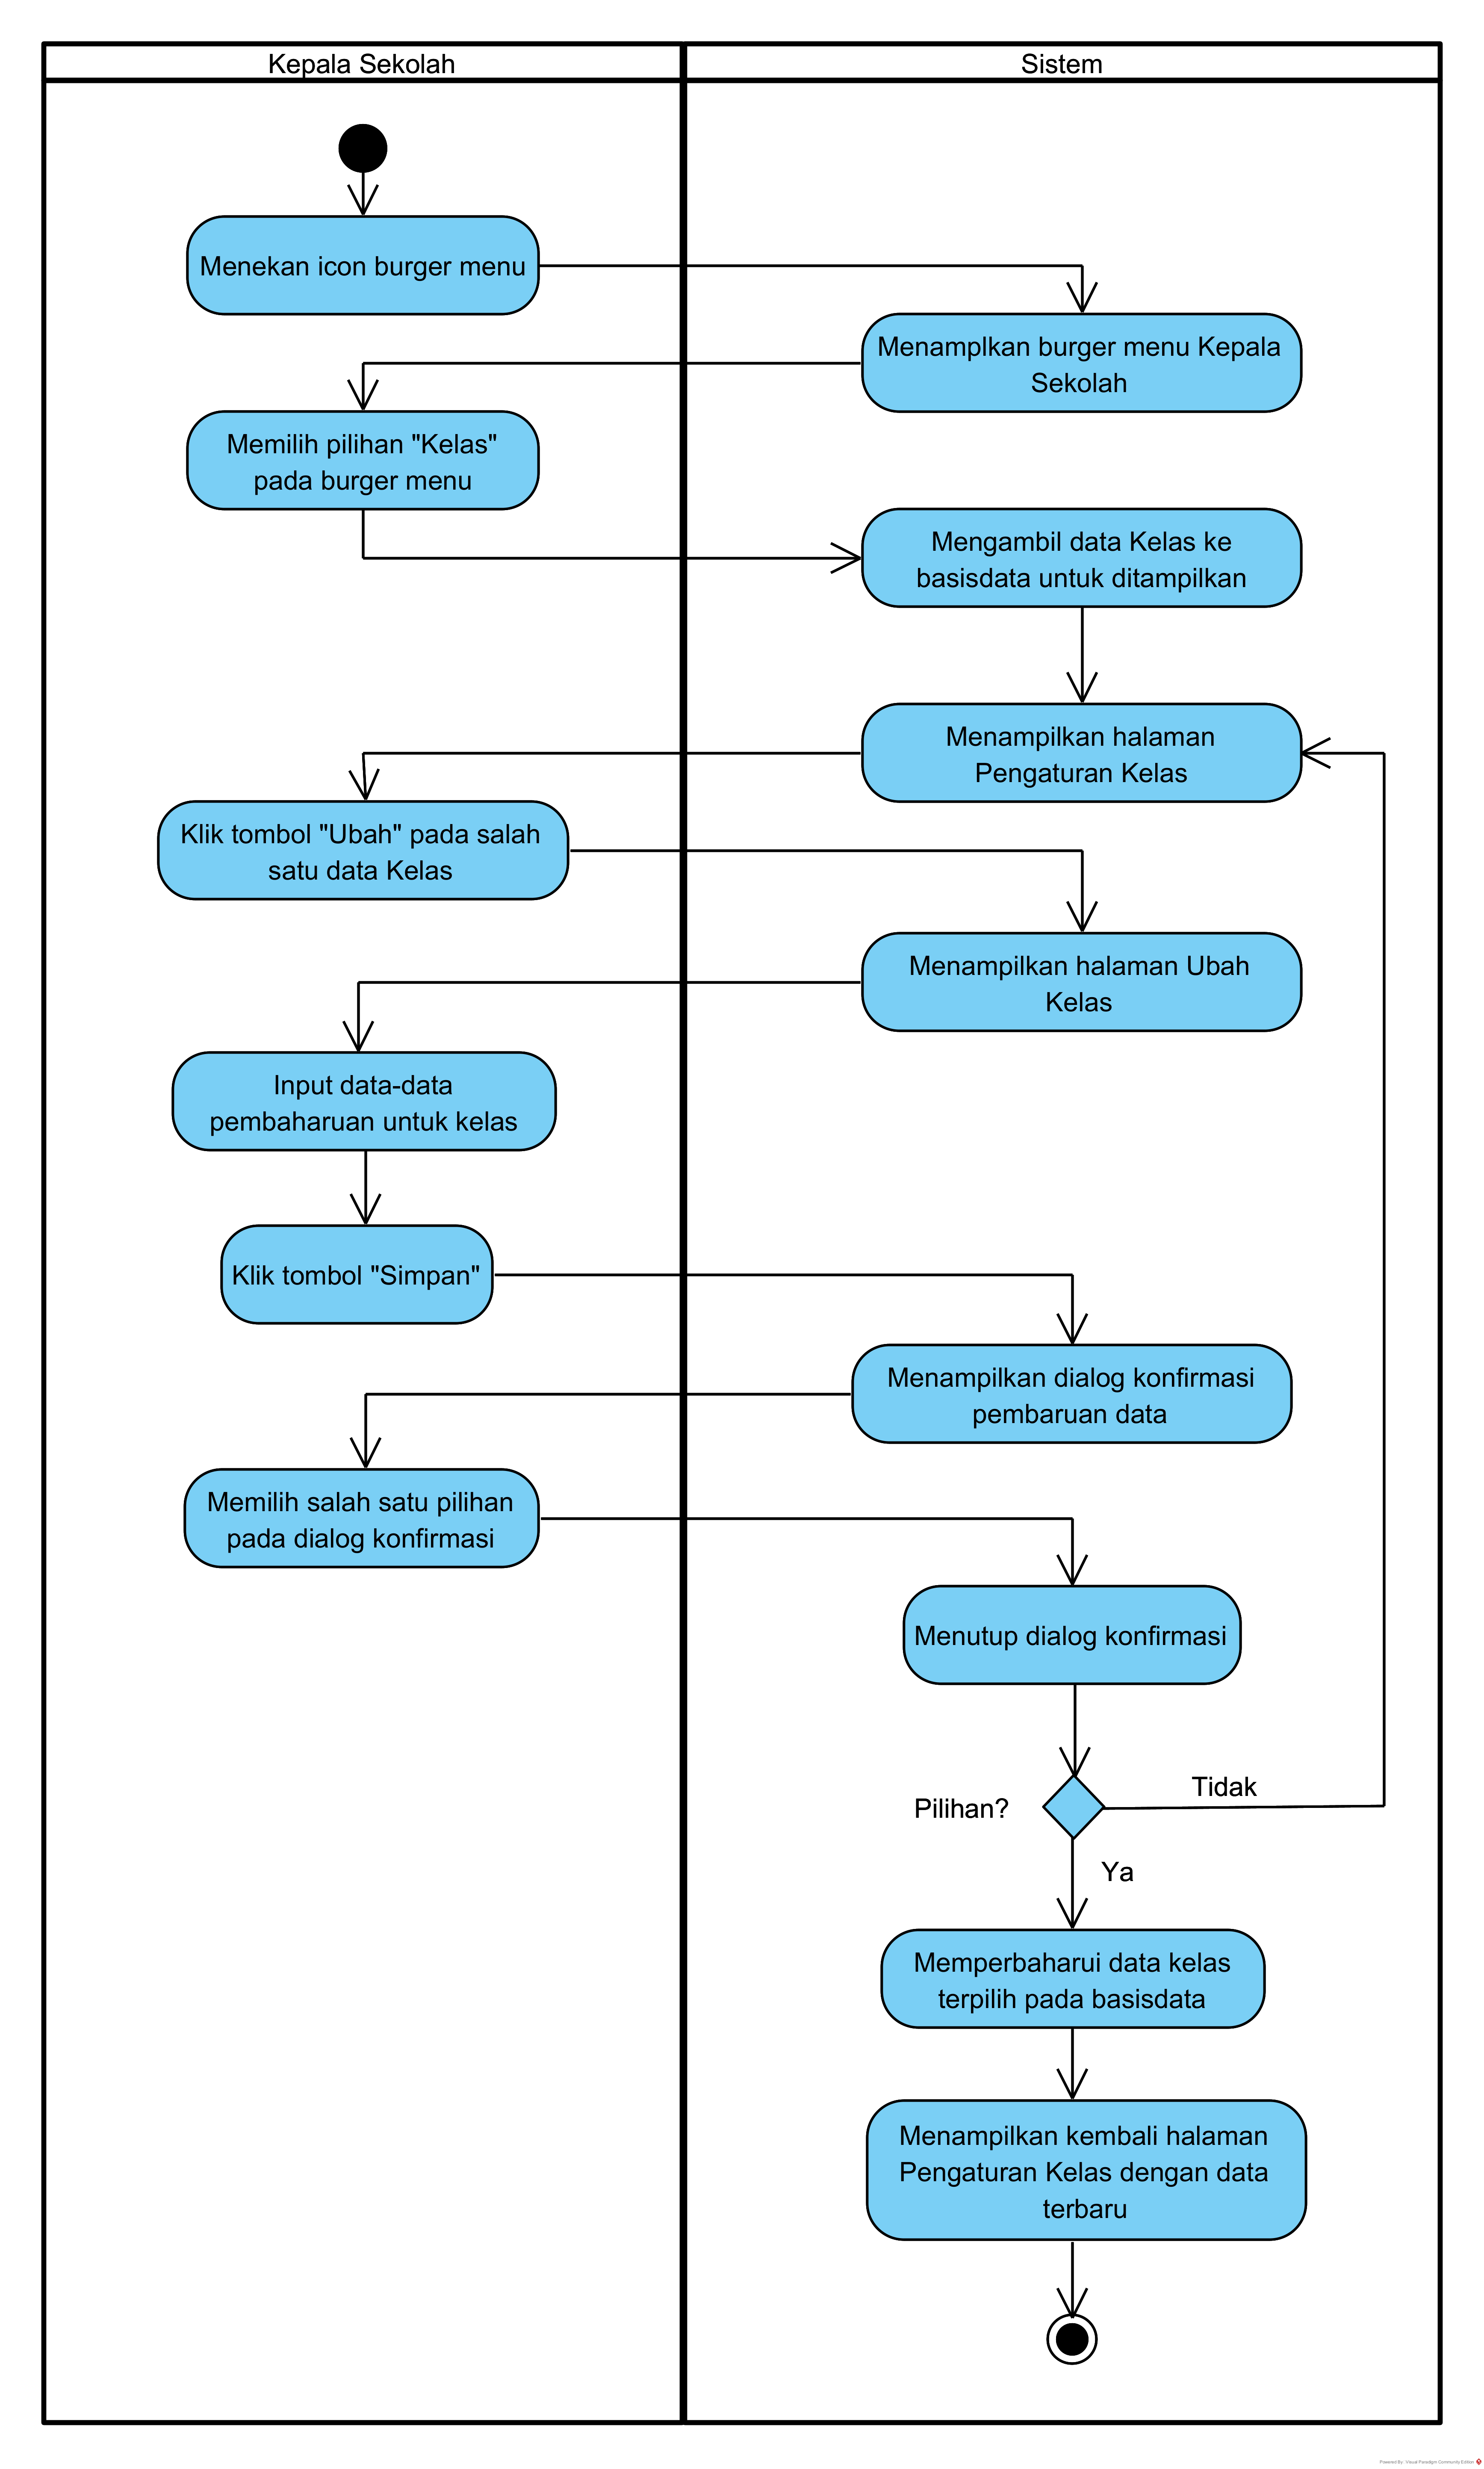 Kepala Sekolah
Sistem
Menekan icon burger menu
Menamplkan burger menu Kepala
Sekolah
Memilih pilihan "Kelas"
pada burger menu
Mengambil data Kelas ke
basisdata untuk ditampilkan
Menampilkan halaman
Pengaturan Kelas
Klik tombol "Ubah" pada salah
satu data Kelas
Menampilkan halaman Ubah
Kelas
Input data-data
pembaharuan untuk kelas
Klik tombol "Simpan"
Menampilkan dialog konfirmasi
pembaruan data
Memilih salah satu pilihan
pada dialog konfirmasi
Menutup dialog konfirmasi
Pilihan?
Tidak
Ya
Memperbaharui data kelas
terpilih pada basisdata
Menampilkan kembali halaman
Pengaturan Kelas dengan data
terbaru
Powered By: Visual Paradigm Community Edition